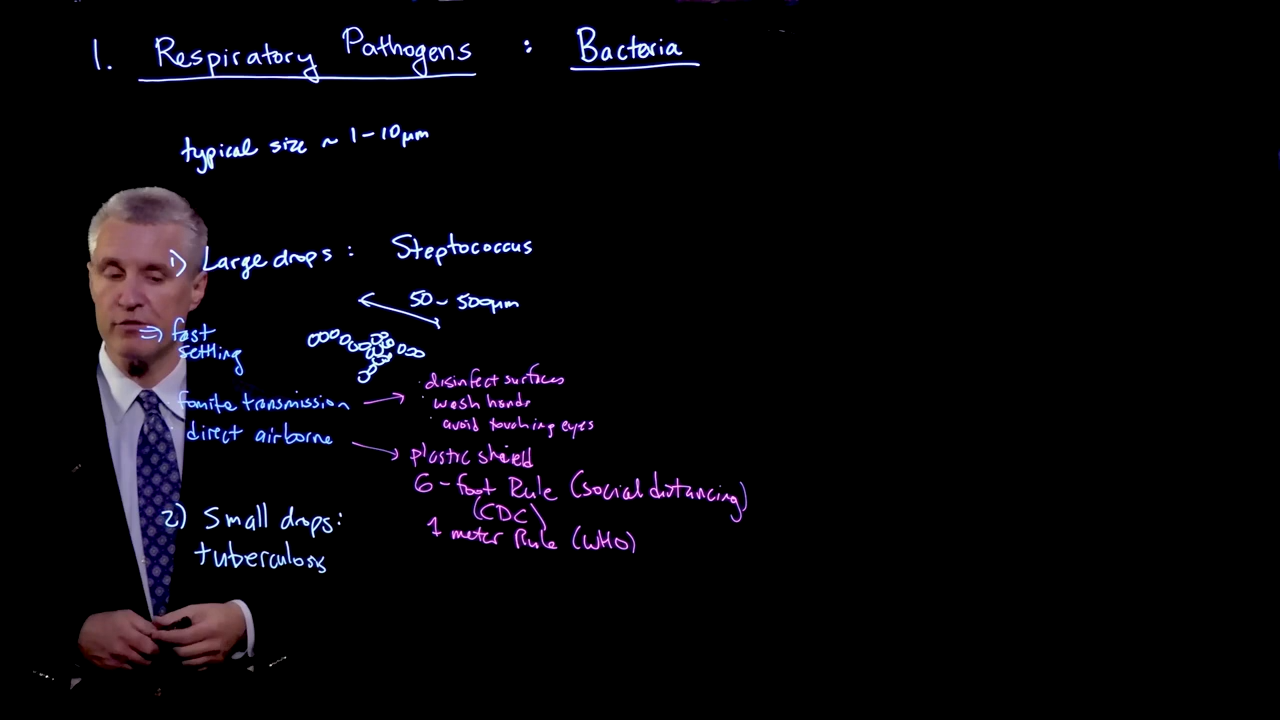 1. Respiratory Pathogens : Bacteria
typical size ~ 1-10μm
1) Large drops : Steptococcus
50 - 500μm
⇒ fast
settling
· fomite transmission →
· disinfect surfaces
· wash hands
· avoid touching eyes
· direct airborne → plastic shield
6-foot Rule (social distancing)
(CDC)
1 meter Rule (WHO)
2) Small drops:
tuberculosis